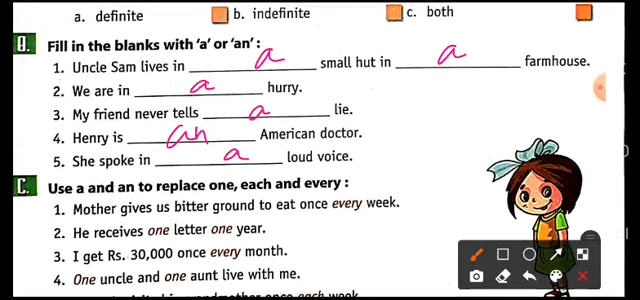 a. definite b. indefinite c. both
B. Fill in the blanks with 'a' or 'an' :
1. Uncle Sam lives in a small hut in a farmhouse.
2. We are in a hurry.
3. My friend never tells a lie.
4. Henry is an American doctor.
5. She spoke in a loud voice.
C. Use a and an to replace one, each and every :
1. Mother gives us bitter ground to eat once every week.
2. He receives one letter one year.
3. I get Rs. 30,000 once every month.
4. One uncle and one aunt live with me.
once each week